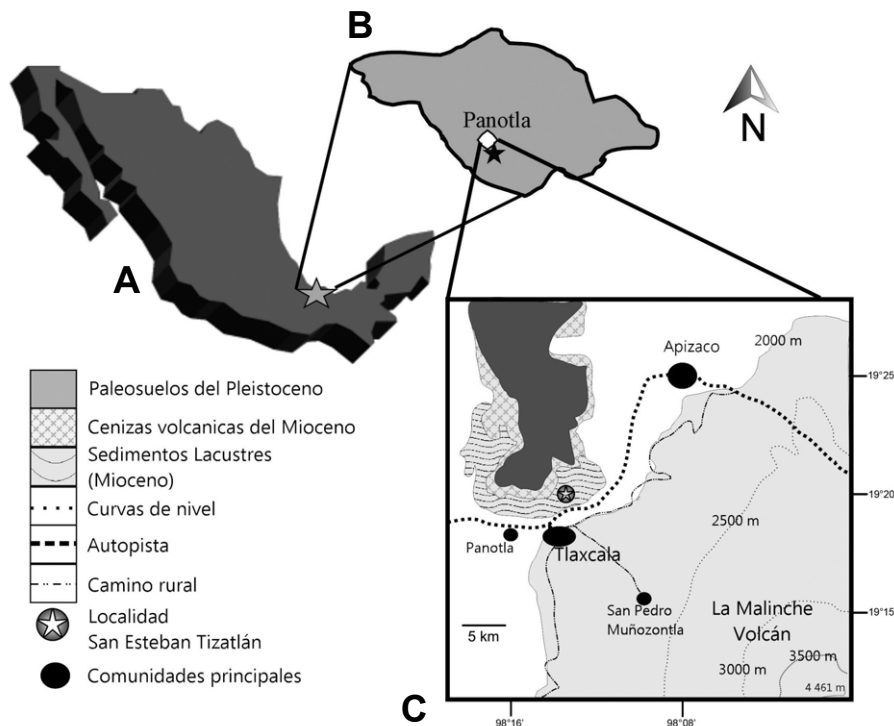 B
Panotla
N
A
Paleosuelos del Pleistoceno
Cenizas volcanicas del Mioceno
Sedimentos Lacustres
(Mioceno)
Curvas de nivel
Autopista
Camino rural
Localidad
San Esteban Tizatlán
Comunidades principales
C
2000 m
Apizaco
19°25'
19°20'
2500 m
Panotla
Tlaxcala
19°15'
San Pedro
Muñozontla
La Malinche
Volcán
5 km
3500 m
3000 m
4 461 m
98°16'
98°08'